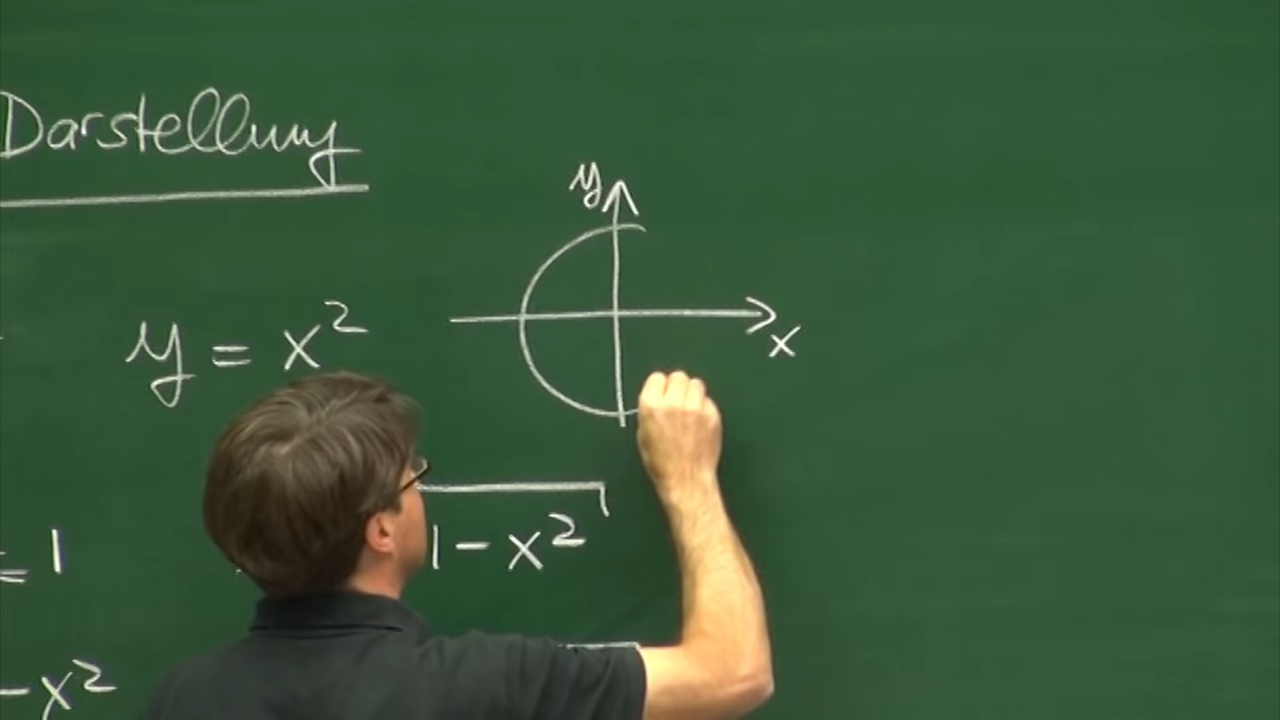 Darstellung
y
x
y = x²
= 1
1 - x²
- x²